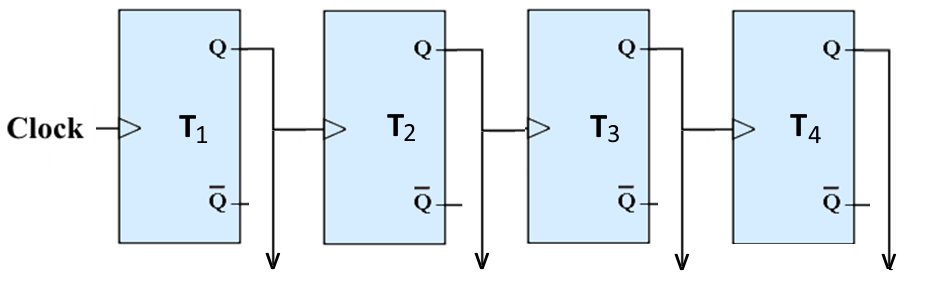 Q Q Q Q
Clock T₁ T₂ T₃ T₄
Q̅ Q̅ Q̅ Q̅